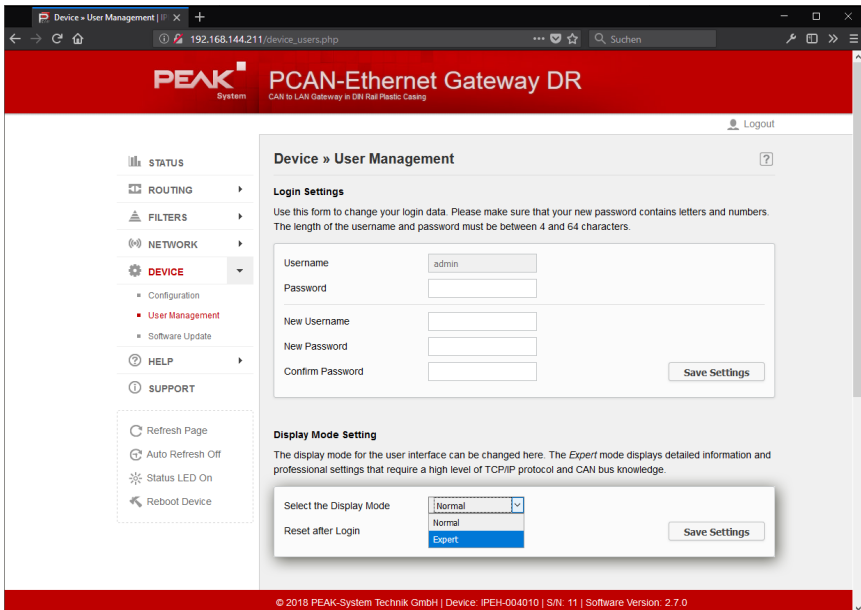 Device » User Management | IP
192.168.144.211/device_users.php
Suchen
PEAK
System
PCAN-Ethernet Gateway DR
CAN to LAN Gateway in DIN Rail Plastic Casing
Logout
STATUS
ROUTING
FILTERS
NETWORK
DEVICE
Configuration
User Management
Software Update
HELP
SUPPORT
Refresh Page
Auto Refresh Off
Status LED On
Reboot Device
Device » User Management
?
Login Settings
Use this form to change your login data. Please make sure that your new password contains letters and numbers.
The length of the username and password must be between 4 and 64 characters.
Username
admin
Password
New Username
New Password
Confirm Password
Save Settings
Display Mode Setting
The display mode for the user interface can be changed here. The Expert mode displays detailed information and
professional settings that require a high level of TCP/IP protocol and CAN bus knowledge.
Select the Display Mode
Normal
Normal
Reset after Login
Expert
Save Settings
© 2018 PEAK-System Technik GmbH | Device: IPEH-004010 | S/N: 11 | Software Version: 2.7.0